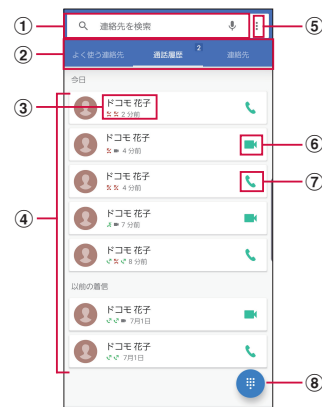 ① 連絡先を検索 ⑤
② よく使う連絡先 通話履歴 2 連絡先
今日
③ ドコモ 花子
2 分前
ドコモ 花子 ⑥
4 分前
ドコモ 花子 ⑦
4 分前
④ ドコモ 花子
7 分前
ドコモ 花子
8 分前
以前の着信
ドコモ 花子
7月1日
ドコモ 花子
7月1日
⑧